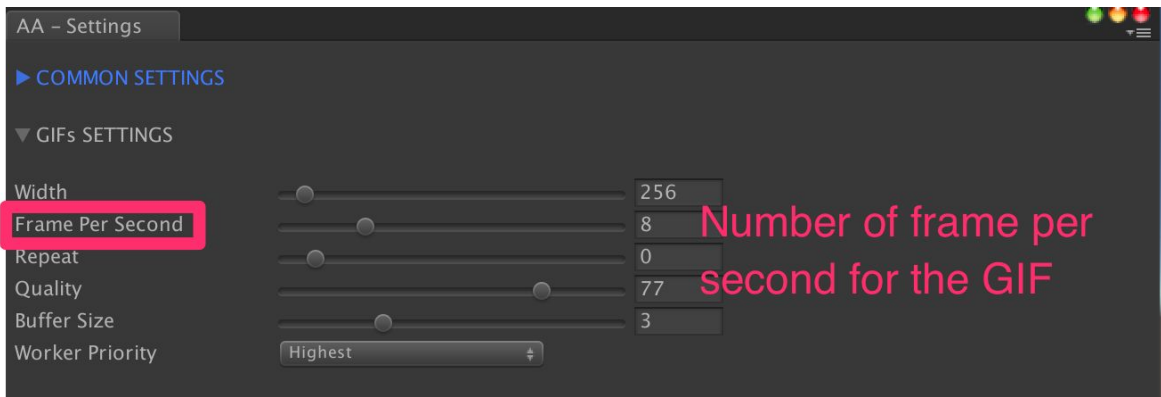 AA – Settings
COMMON SETTINGS
GIFs SETTINGS
Width 256
Frame Per Second 8
Repeat 0
Quality 77
Buffer Size 3
Worker Priority Highest
Number of frame per
second for the GIF